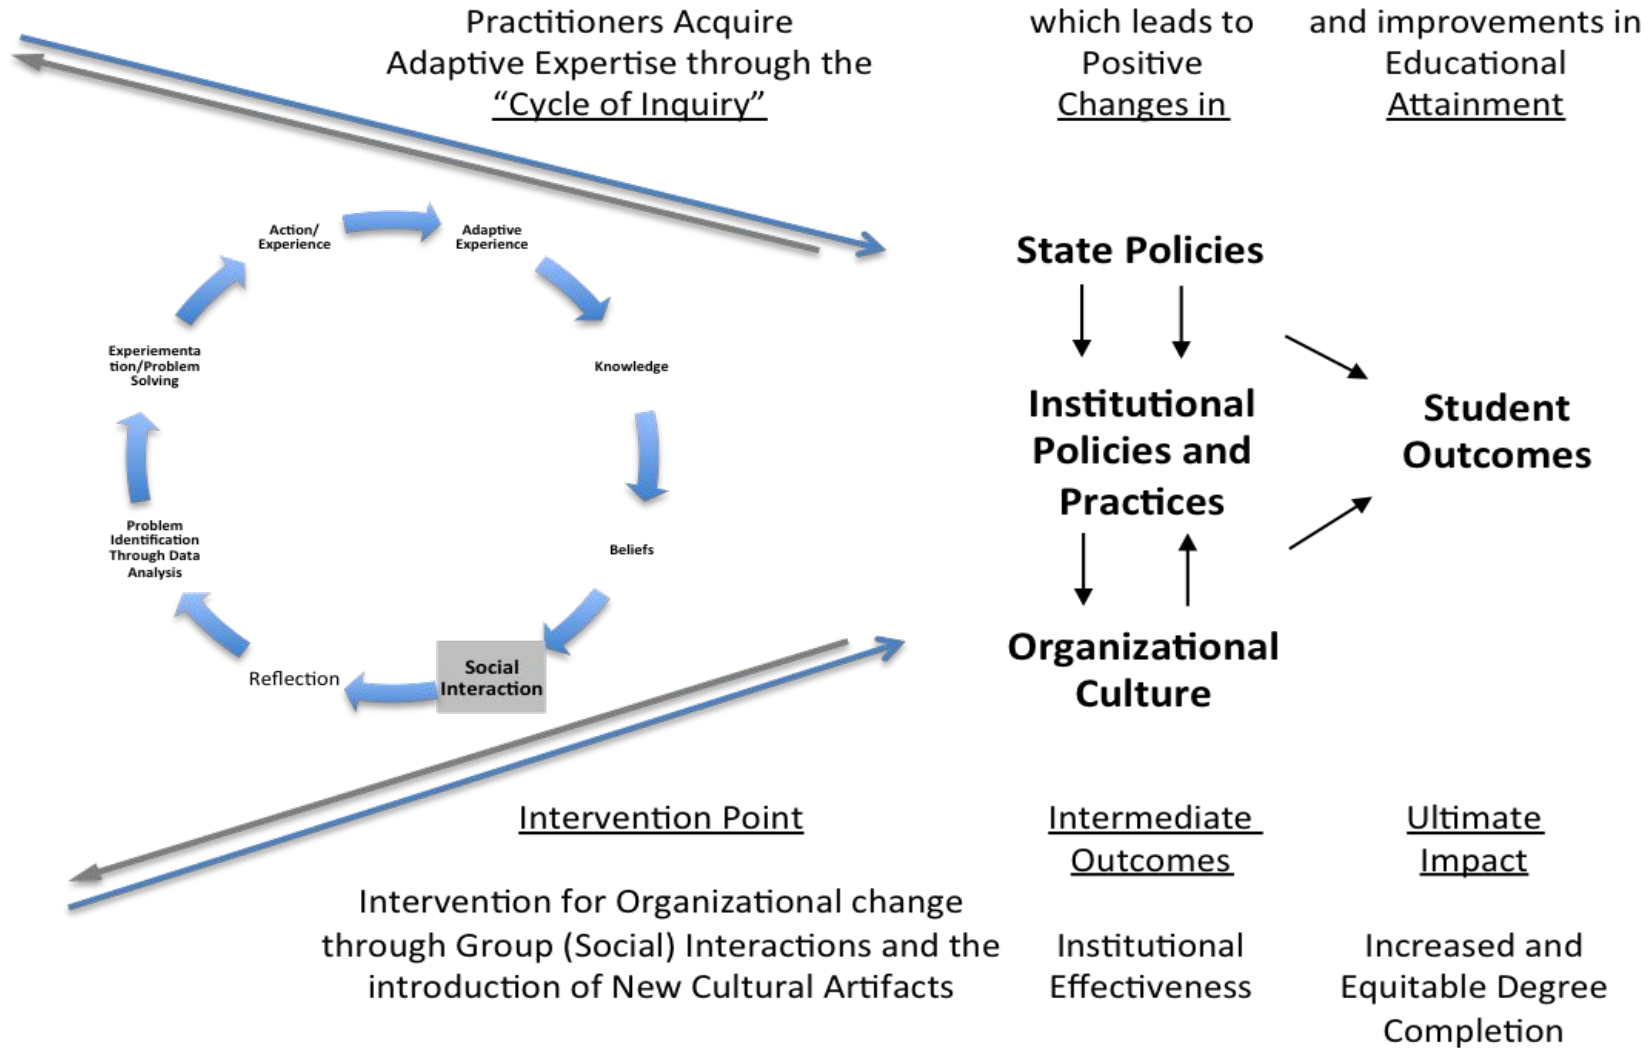 Practitioners Acquire
Adaptive Expertise through the
“Cycle of Inquiry”
which leads to
Positive
Changes in
and improvements in
Educational
Attainment
Action/
Experience
Adaptive
Experience
Knowledge
Beliefs
Social
Interaction
Reflection
Problem
Identification
Through Data
Analysis
Experiementa
tion/Problem
Solving
State Policies
Institutional
Policies and
Practices
Organizational
Culture
Student
Outcomes
Intervention Point
Intervention for Organizational change
through Group (Social) Interactions and the
introduction of New Cultural Artifacts
Intermediate
Outcomes
Institutional
Effectiveness
Ultimate
Impact
Increased and
Equitable Degree
Completion